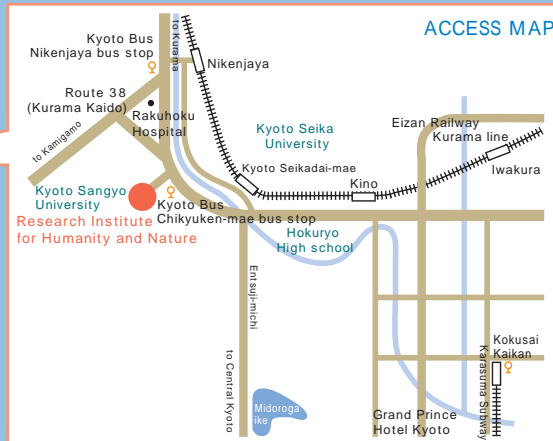 ACCESS MAP
Kyoto Bus
Nikenjaya bus stop
to Kurama
Nikenjaya
Route 38
(Kurama Kaido)
Rakuhoku
Hospital
to Kamigamo
Kyoto Seika
University
Eizan Railway
Kurama line
Iwakura
Kyoto Seikadai-mae
Kino
Kyoto Sangyo
University
Kyoto Bus
Chikyuken-mae bus stop
Research Institute
for Humanity and Nature
Hokuryo
High school
Entsuji-michi
to Central Kyoto
Kokusai
Kaikan
Karasuma Subway
Midoroga
ike
Grand Prince
Hotel Kyoto